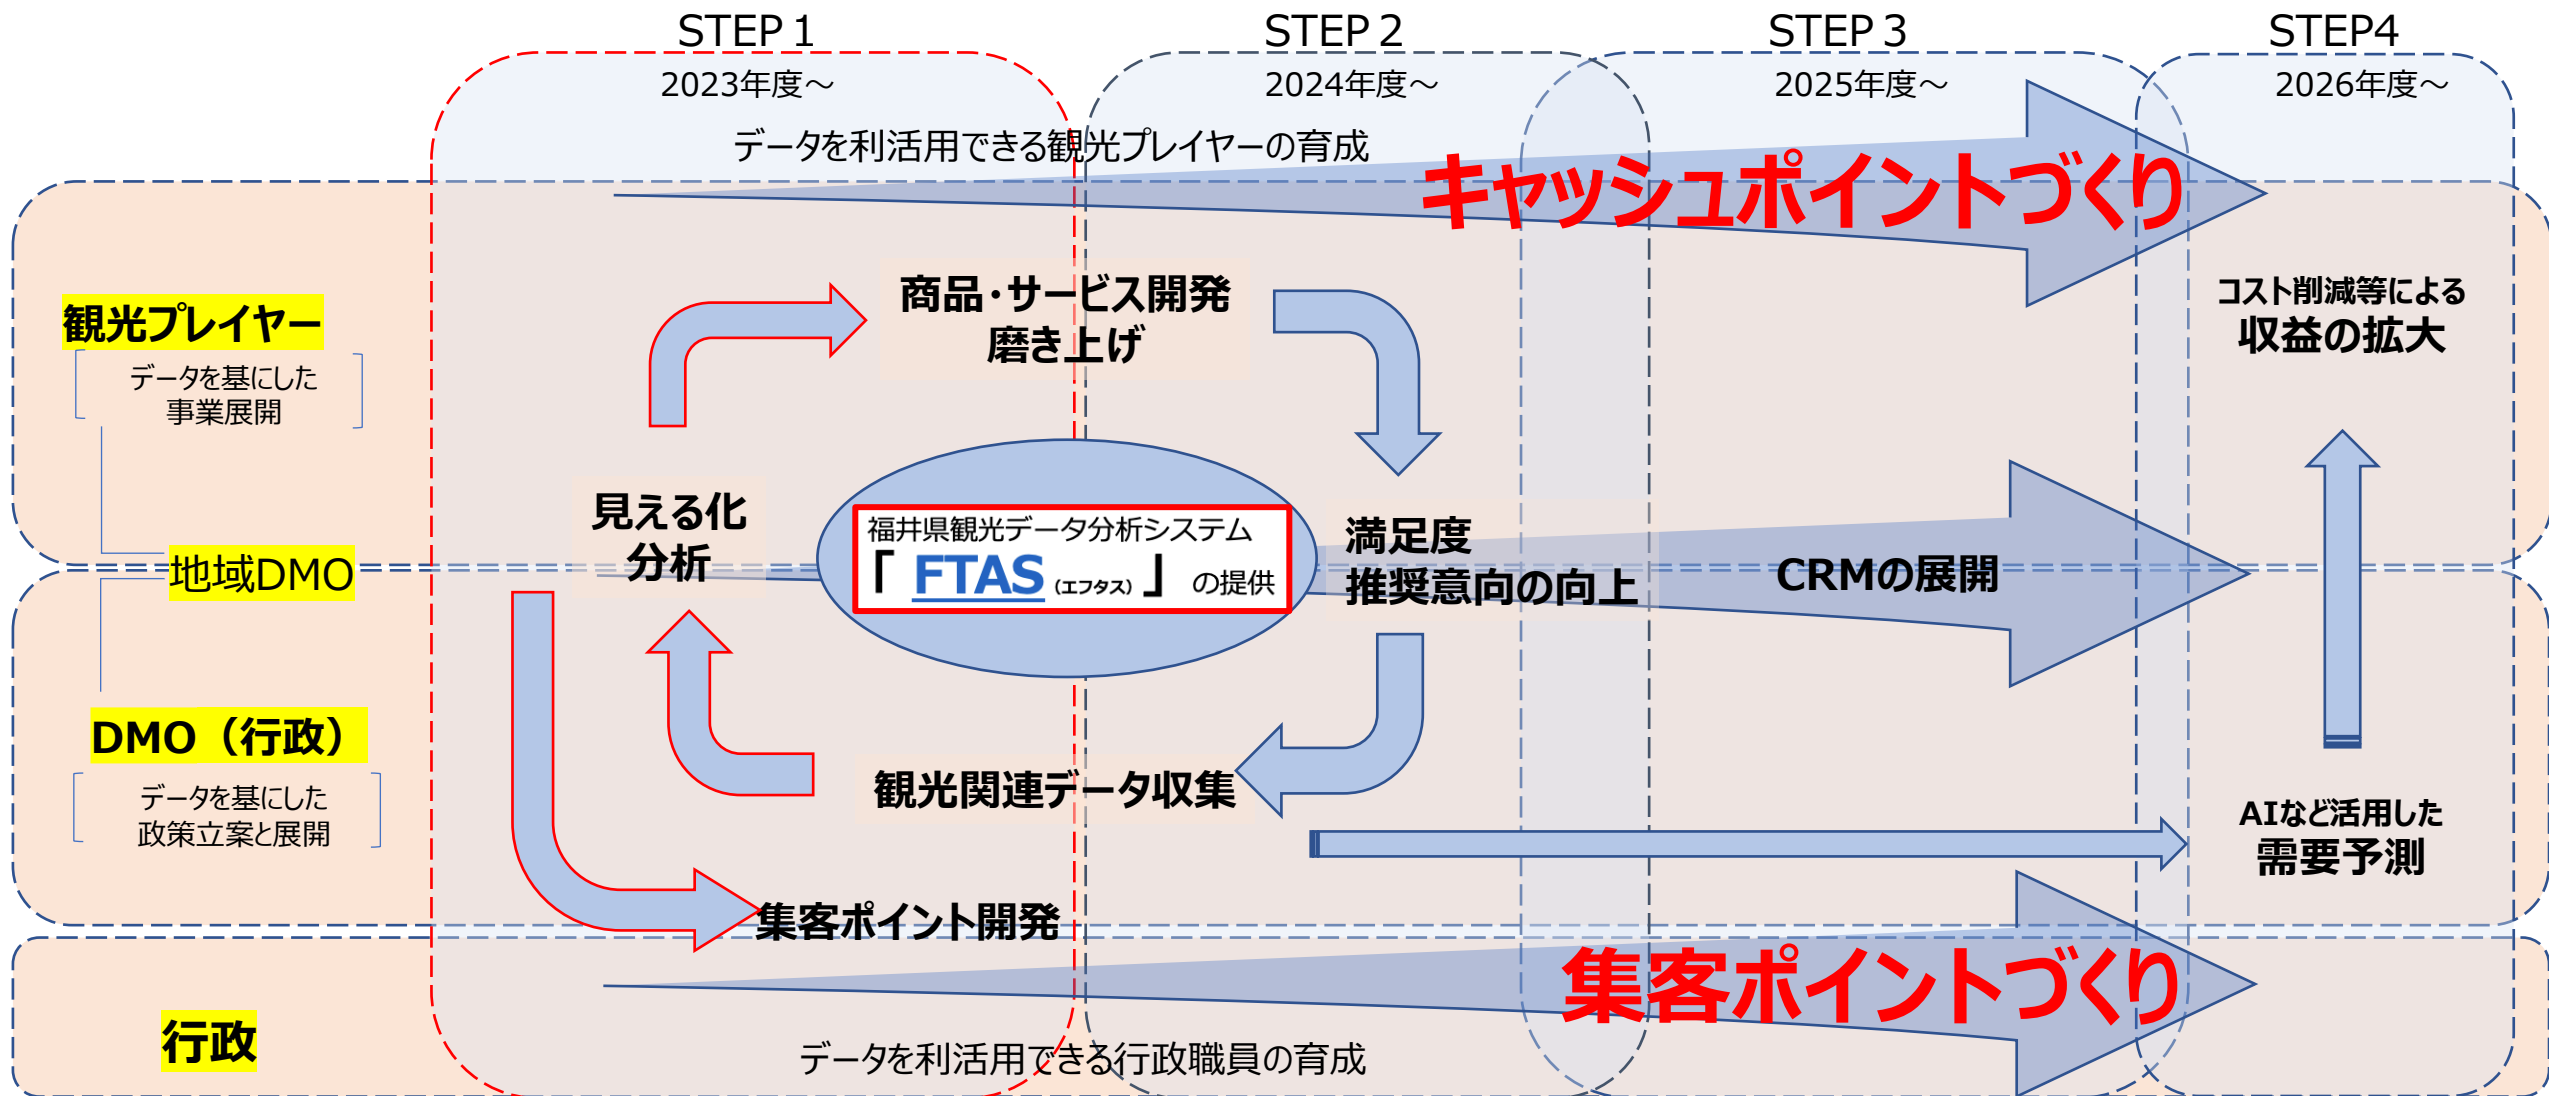 STEP 1
STEP 2
STEP 3
STEP4
2023年度～
2024年度～
2025年度～
2026年度～
データを利活用できる観光プレイヤーの育成
キャッシュポイントづくり
観光プレイヤー
データを基にした
事業展開
商品・サービス開発
磨き上げ
コスト削減等による
収益の拡大
見える化
分析
福井県観光データ分析システム
「 FTAS（エフタス）」 の提供
満足度
推奨意向の向上
CRMの展開
地域DMO
DMO（行政）
データを基にした
政策立案と展開
観光関連データ収集
AIなど活用した
需要予測
集客ポイント開発
集客ポイントづくり
行政
データを利活用できる行政職員の育成